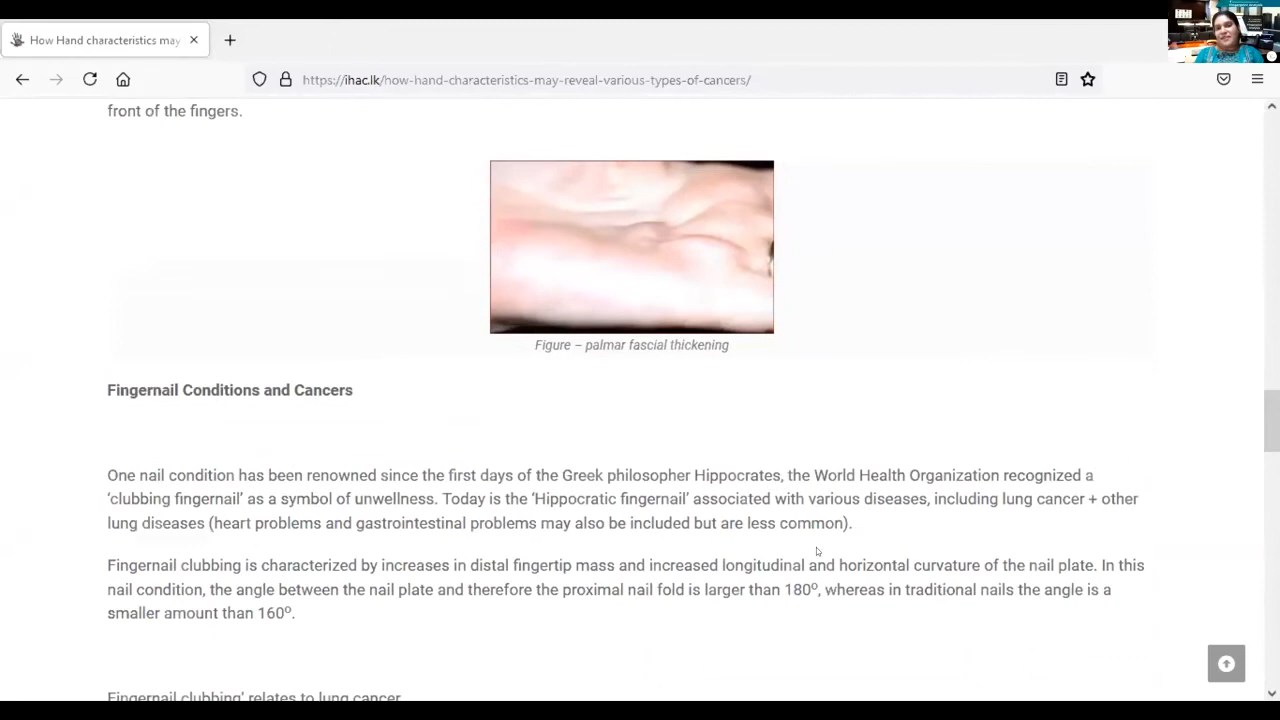 How Hand characteristics may
https://ihac.lk/how-hand-characteristics-may-reveal-various-types-of-cancers/
front of the fingers.
Figure – palmar fascial thickening
Fingernail Conditions and Cancers
One nail condition has been renowned since the first days of the Greek philosopher Hippocrates, the World Health Organization recognized a
‘clubbing fingernail’ as a symbol of unwellness. Today is the ‘Hippocratic fingernail’ associated with various diseases, including lung cancer + other
lung diseases (heart problems and gastrointestinal problems may also be included but are less common).
Fingernail clubbing is characterized by increases in distal fingertip mass and increased longitudinal and horizontal curvature of the nail plate. In this
nail condition, the angle between the nail plate and therefore the proximal nail fold is larger than 180º, whereas in traditional nails the angle is a
smaller amount than 160º.
Fingernail clubbing' relates to lung cancer